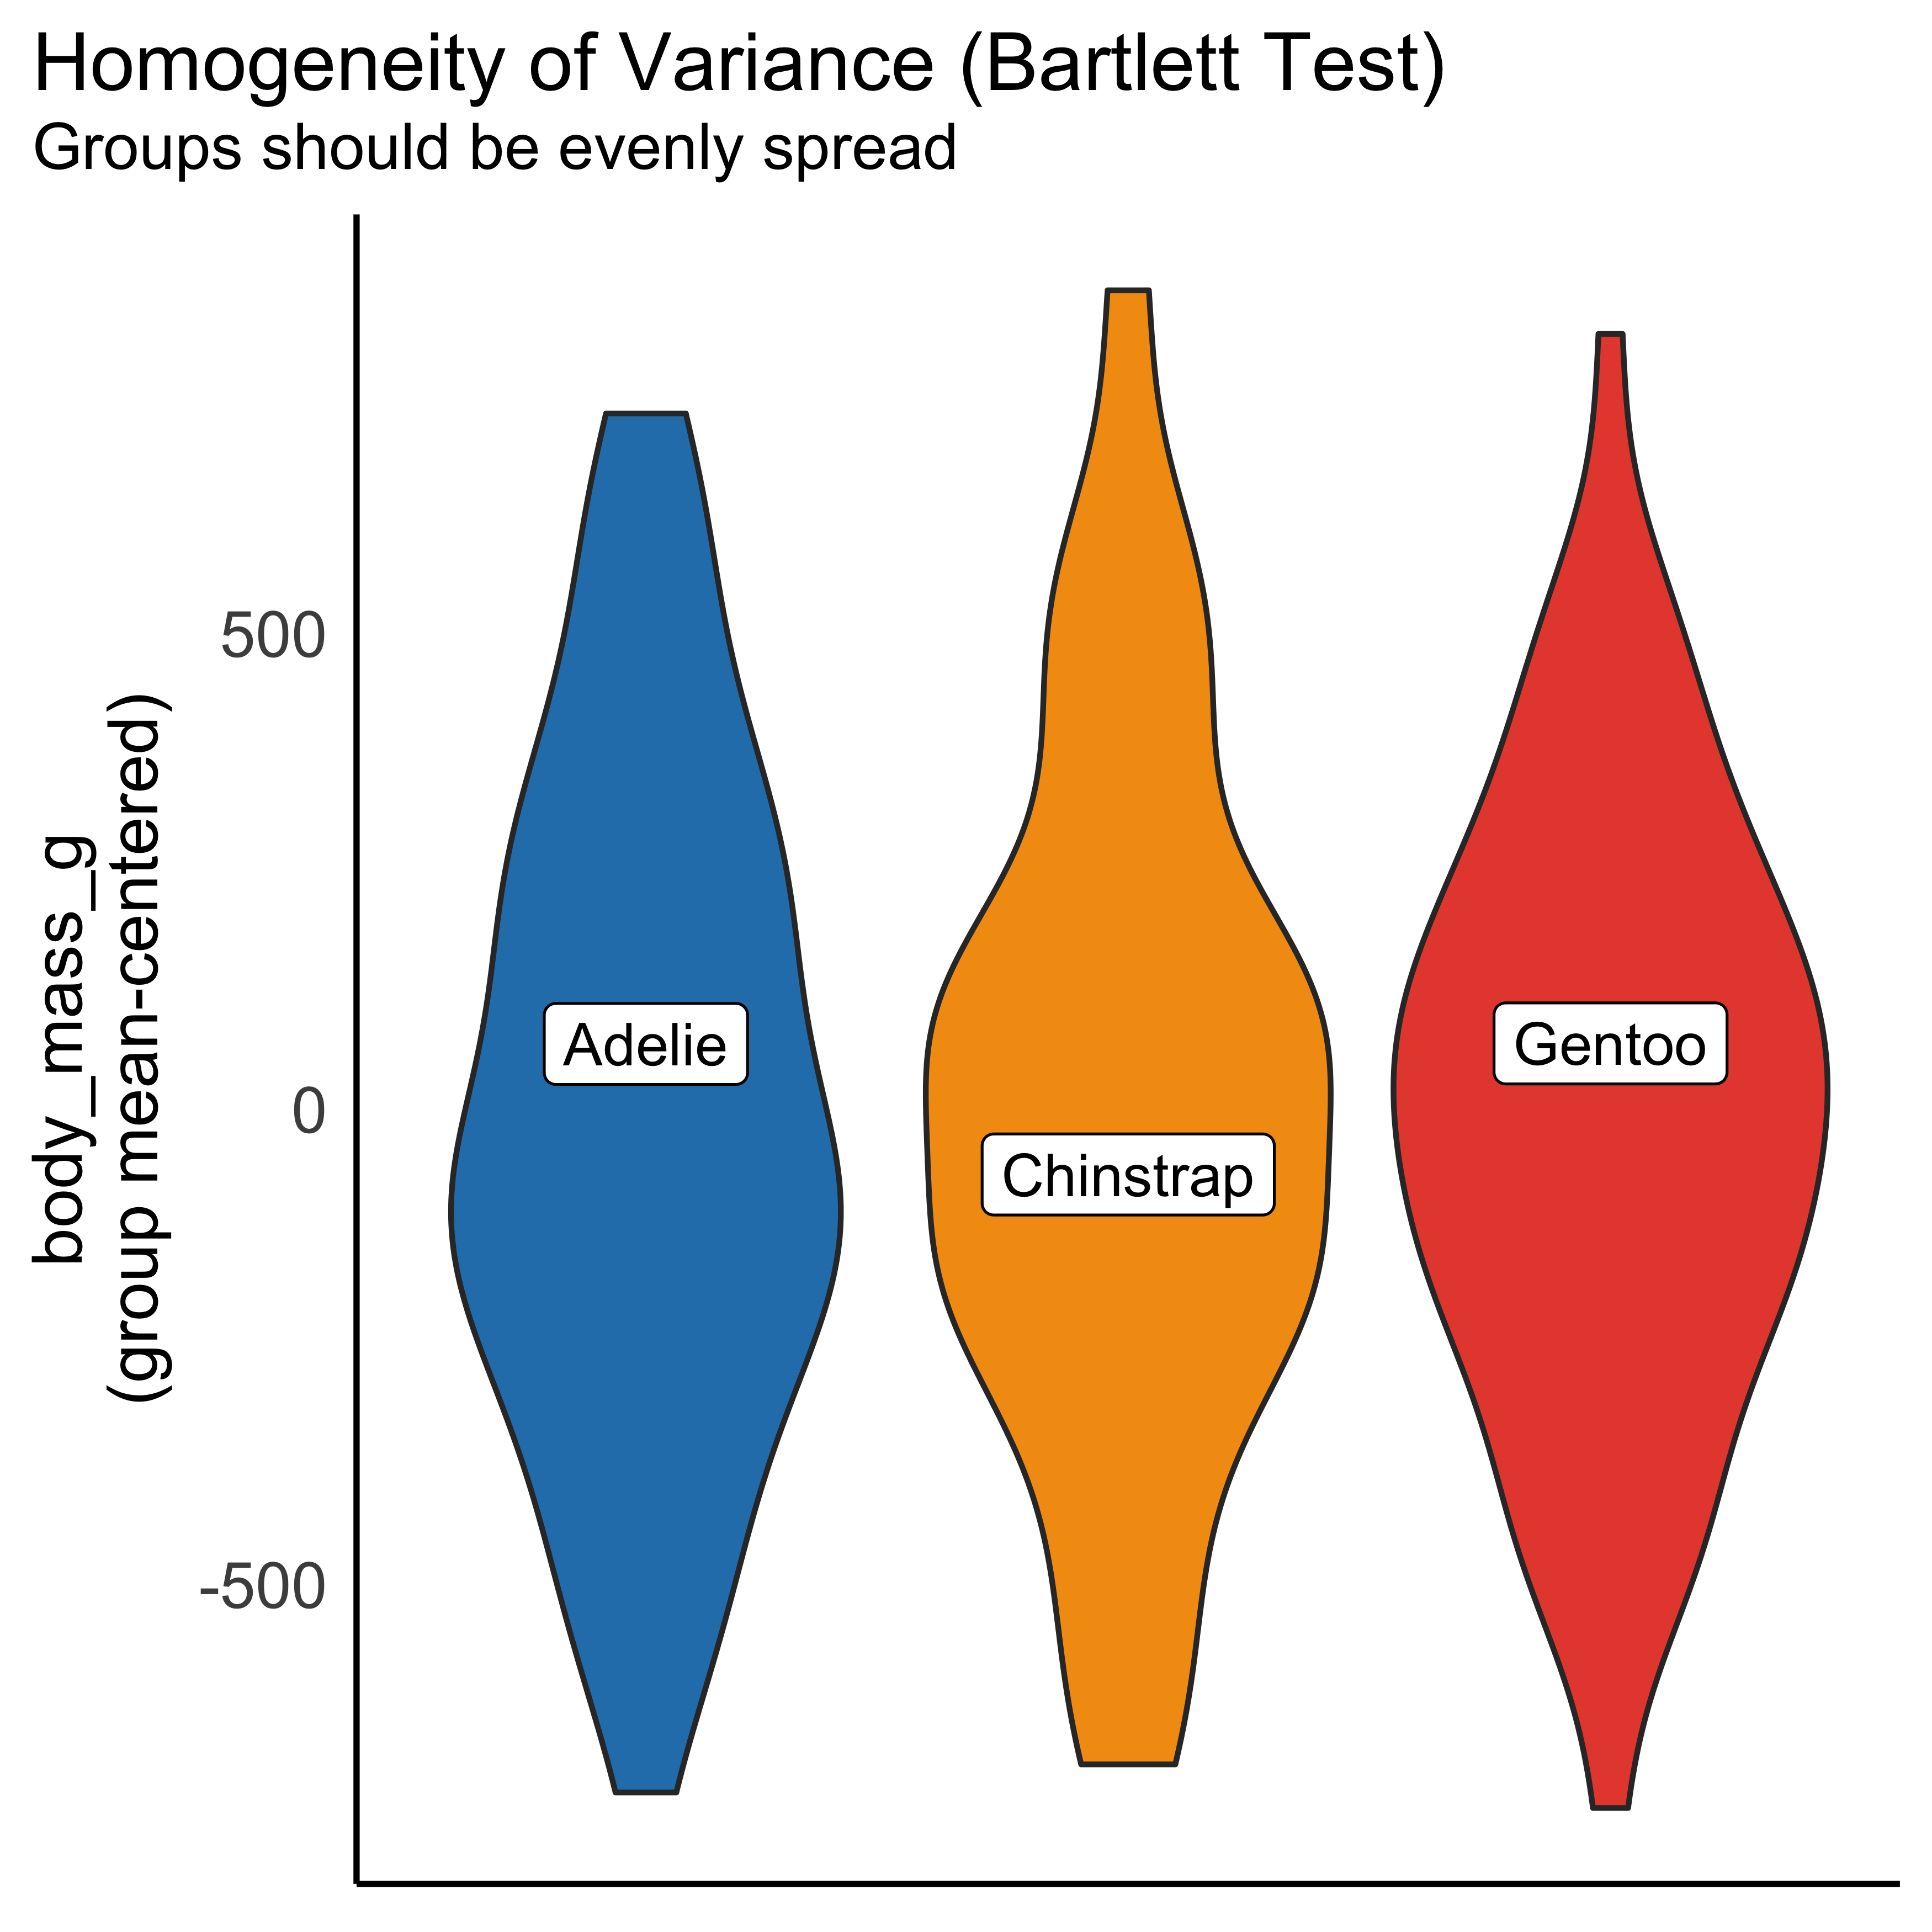 Homogeneity of Variance (Bartlett Test)
Groups should be evenly spread
body_mass_g
(group mean-centered)
500
0
-500
Adelie
Chinstrap
Gentoo